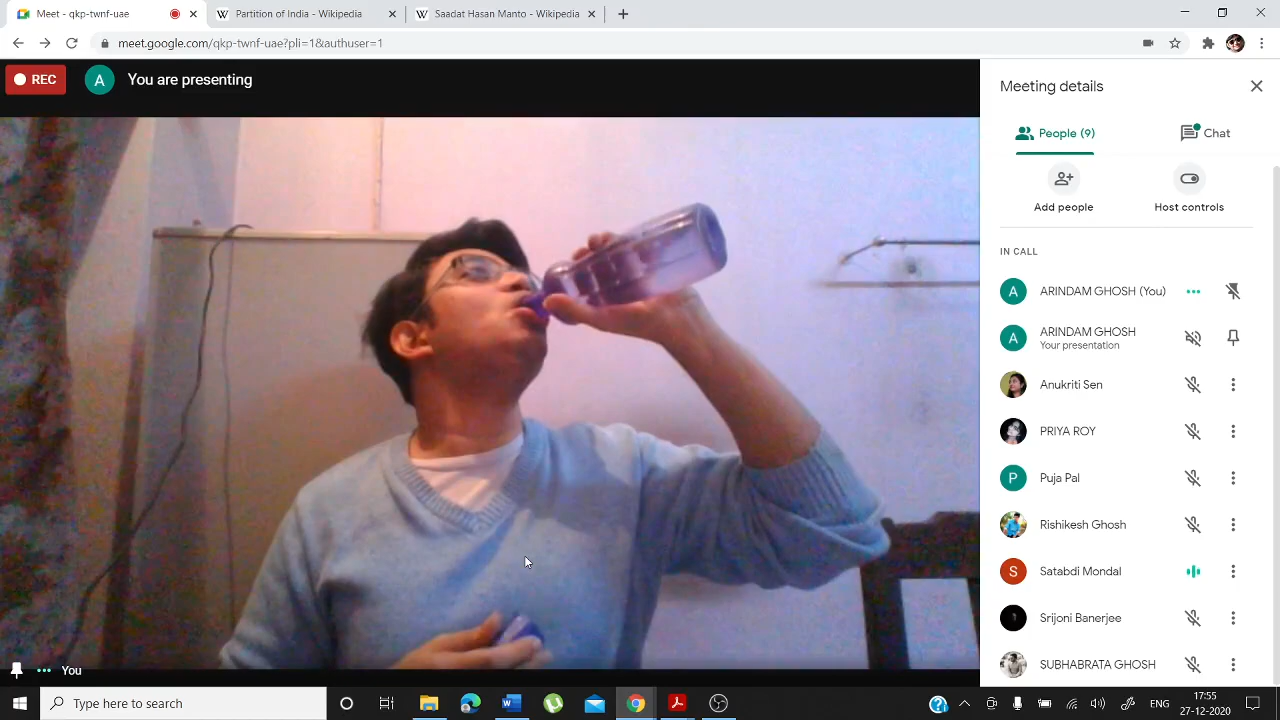 Meet - qkp-twnf-uae
Partition of India - Wikipedia
Saadat Hasan Manto - Wikipedia
meet.google.com/qkp-twnf-uae?pli=1&authuser=1
REC
A
You are presenting
Meeting details
People (9)
Chat
Add people
Host controls
IN CALL
A
ARINDAM GHOSH (You)
A
ARINDAM GHOSH
Your presentation
Anukriti Sen
PRIYA ROY
P
Puja Pal
Rishikesh Ghosh
S
Satabdi Mondal
Srijoni Banerjee
SUBHABRATA GHOSH
You
Type here to search
ENG
17:55
27-12-2020